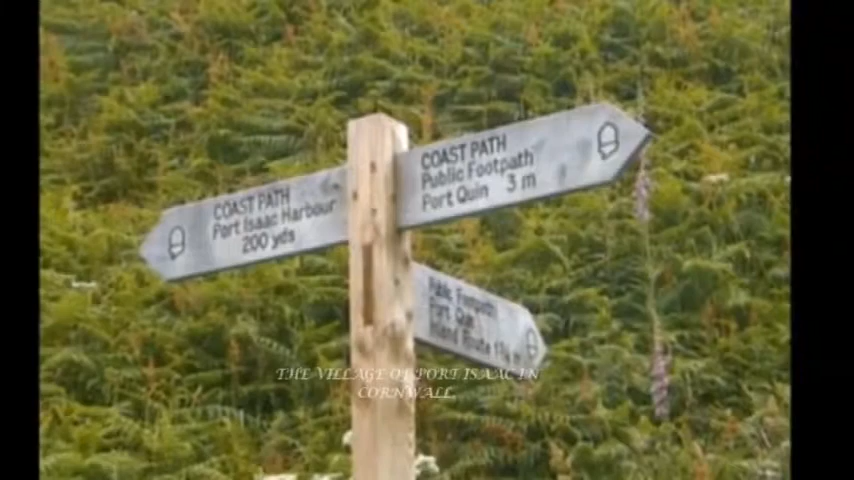 COAST PATH
Port Isaac Harbour
200 yds
COAST PATH
Public Footpath
Port Quin 3 m
Public Footpath
Port Quin
Inland Route
THE VILLAGE OF PORT ISAAC IN
CORNWALL.